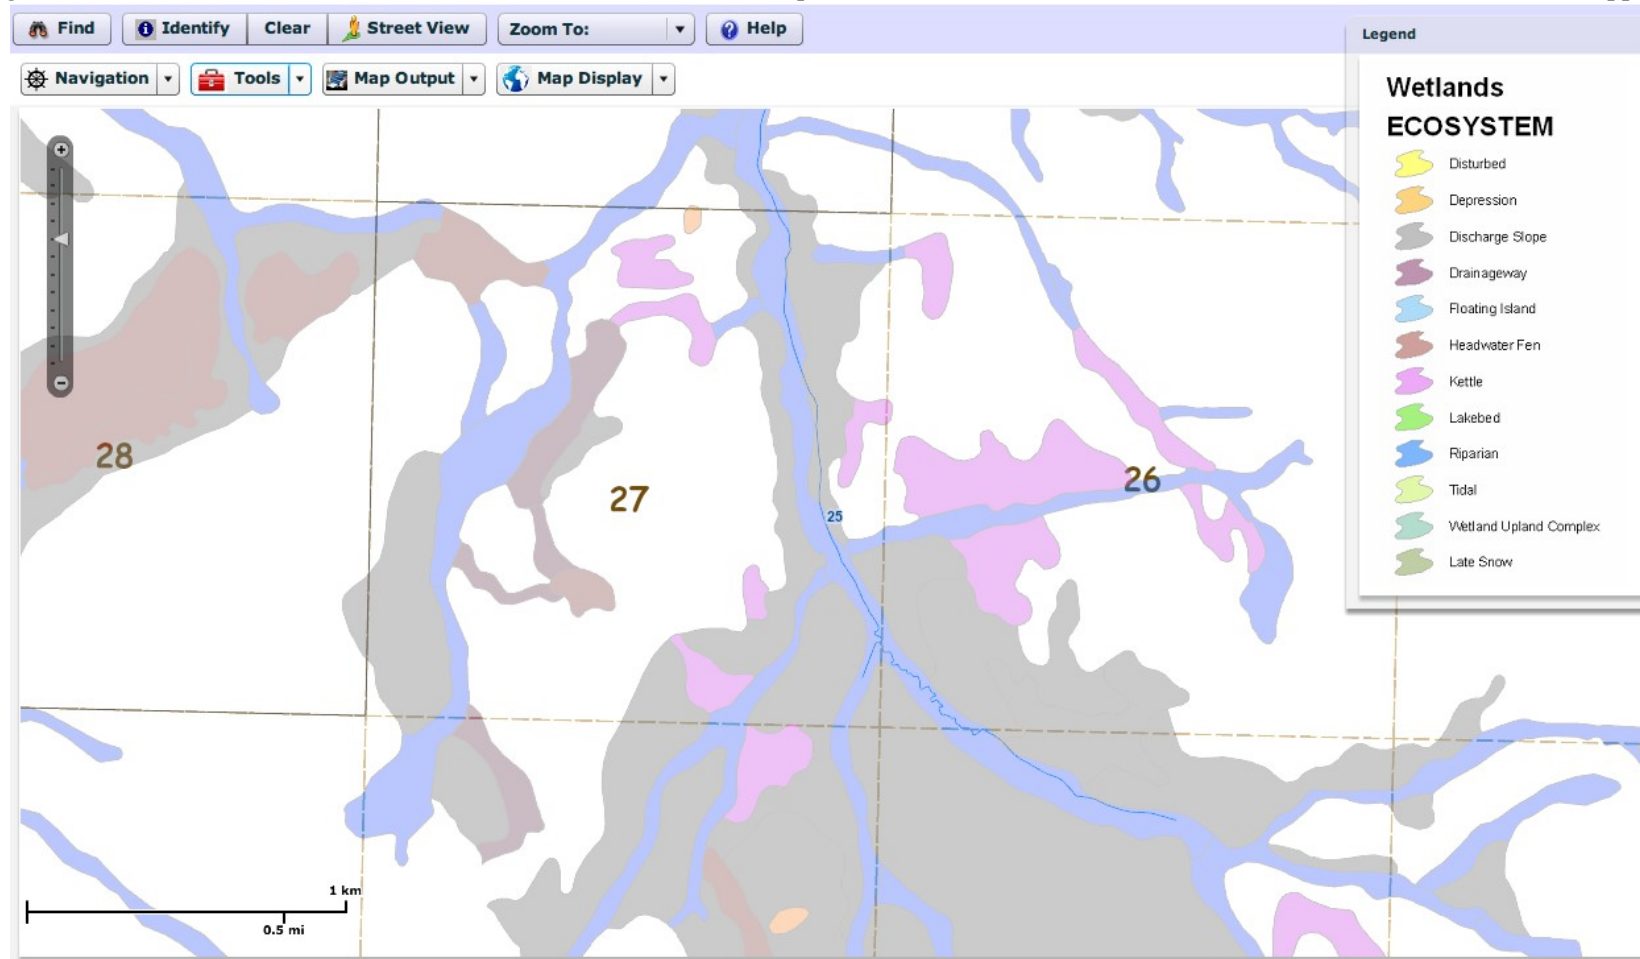 Find Identify Clear Street View Zoom To: Help
Navigation Tools Map Output Map Display
Legend
Wetlands
ECOSYSTEM
Disturbed
Depression
Discharge Slope
Drainageway
Floating Island
Headwater Fen
Kettle
Lakebed
Riparian
Tidal
Wetland Upland Complex
Late Snow
28
27
26
25
1 km
0.5 mi